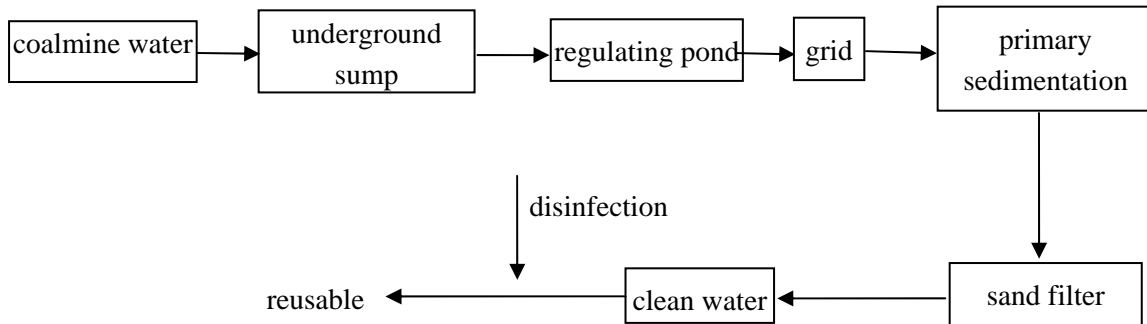 coalmine water
underground
sump
regulating pond
grid
primary
sedimentation
disinfection
sand filter
clean water
reusable